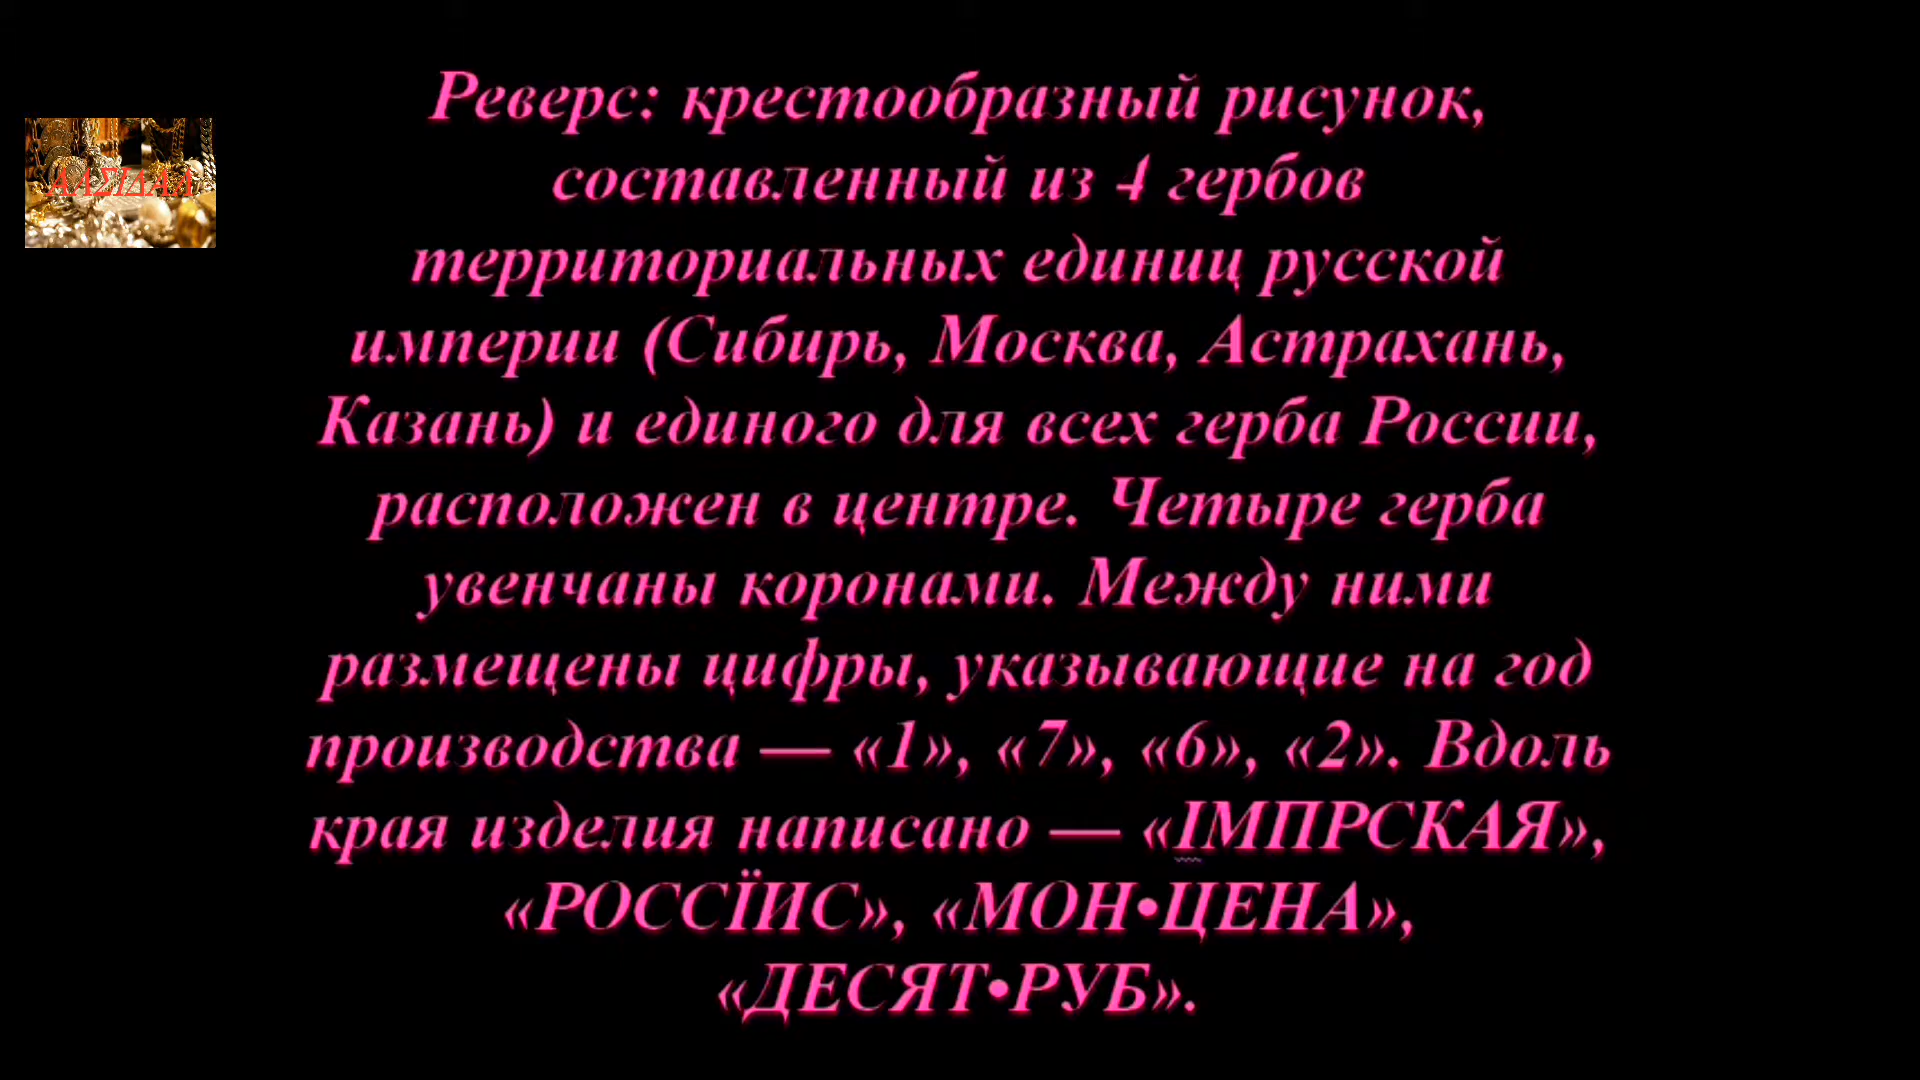 Реверс: крестообразный рисунок,
составленный из 4 гербов
территориальных единиц русской
империи (Сибирь, Москва, Астрахань,
Казань) и единого для всех герба России,
расположен в центре. Четыре герба
увенчаны коронами. Между ними
размещены цифры, указывающие на год
производства — «1», «7», «6», «2». Вдоль
края изделия написано — «ІМПРСКАЯ»,
«РОССЇИС», «МОН•ЦЕНА»,
«ДЕСЯТ•РУБ».